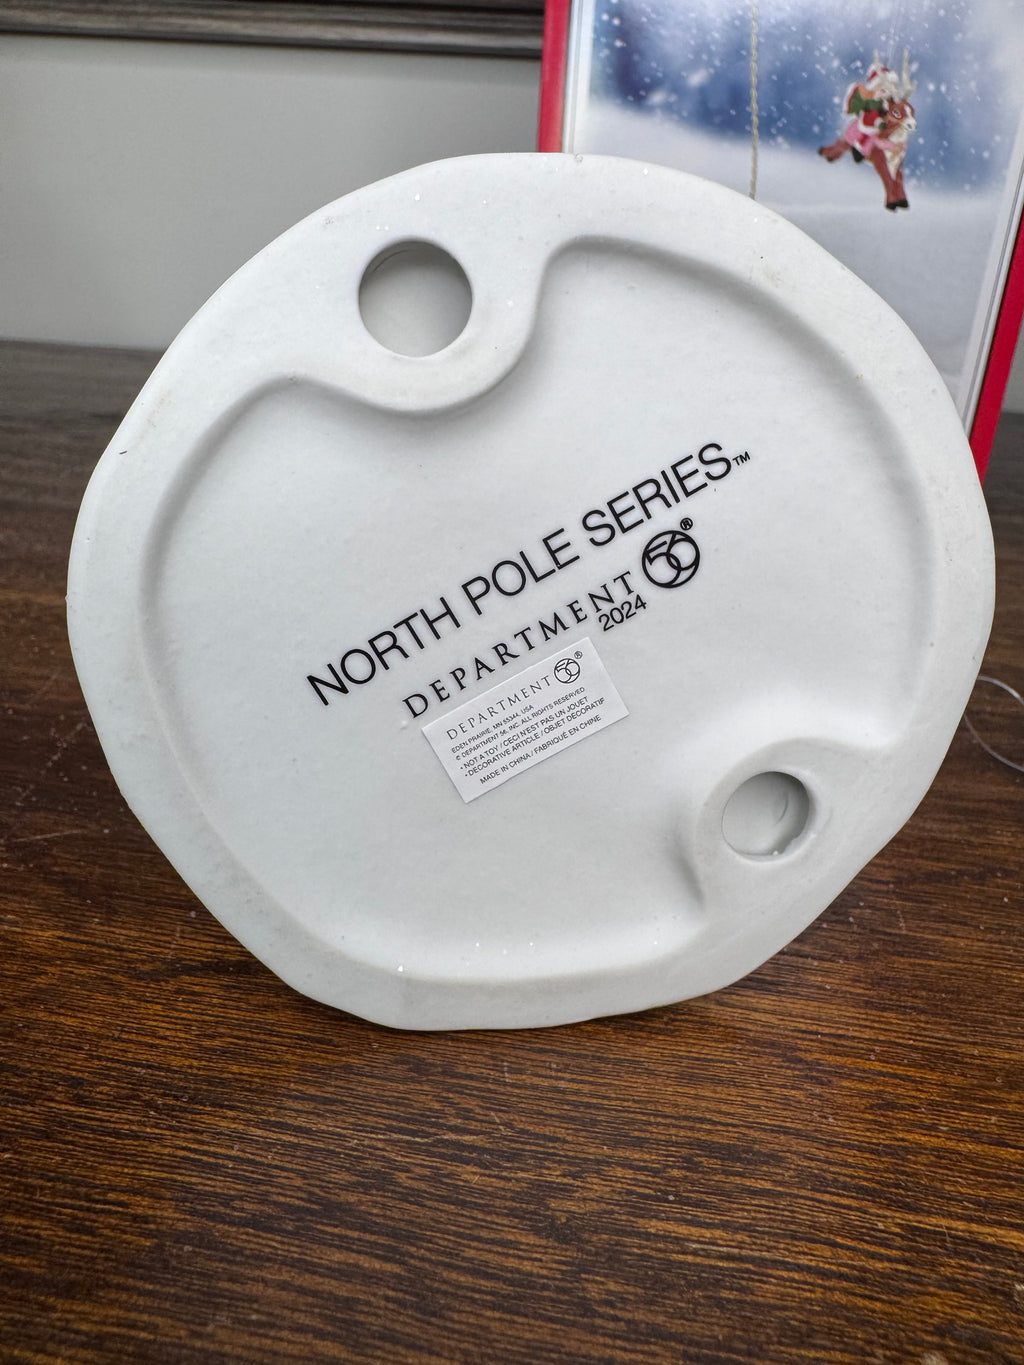 NORTH POLE SERIES™
DEPARTMENT 56®
2024
DEPARTMENT 56®
EDEN PRAIRIE, MN 55344, USA
© DEPARTMENT 56, INC. ALL RIGHTS RESERVED
• NOT A TOY / CECI N'EST PAS UN JOUET
• DECORATIVE ARTICLE / OBJET DECORATIF
MADE IN CHINA / FABRIQUÉ EN CHINE